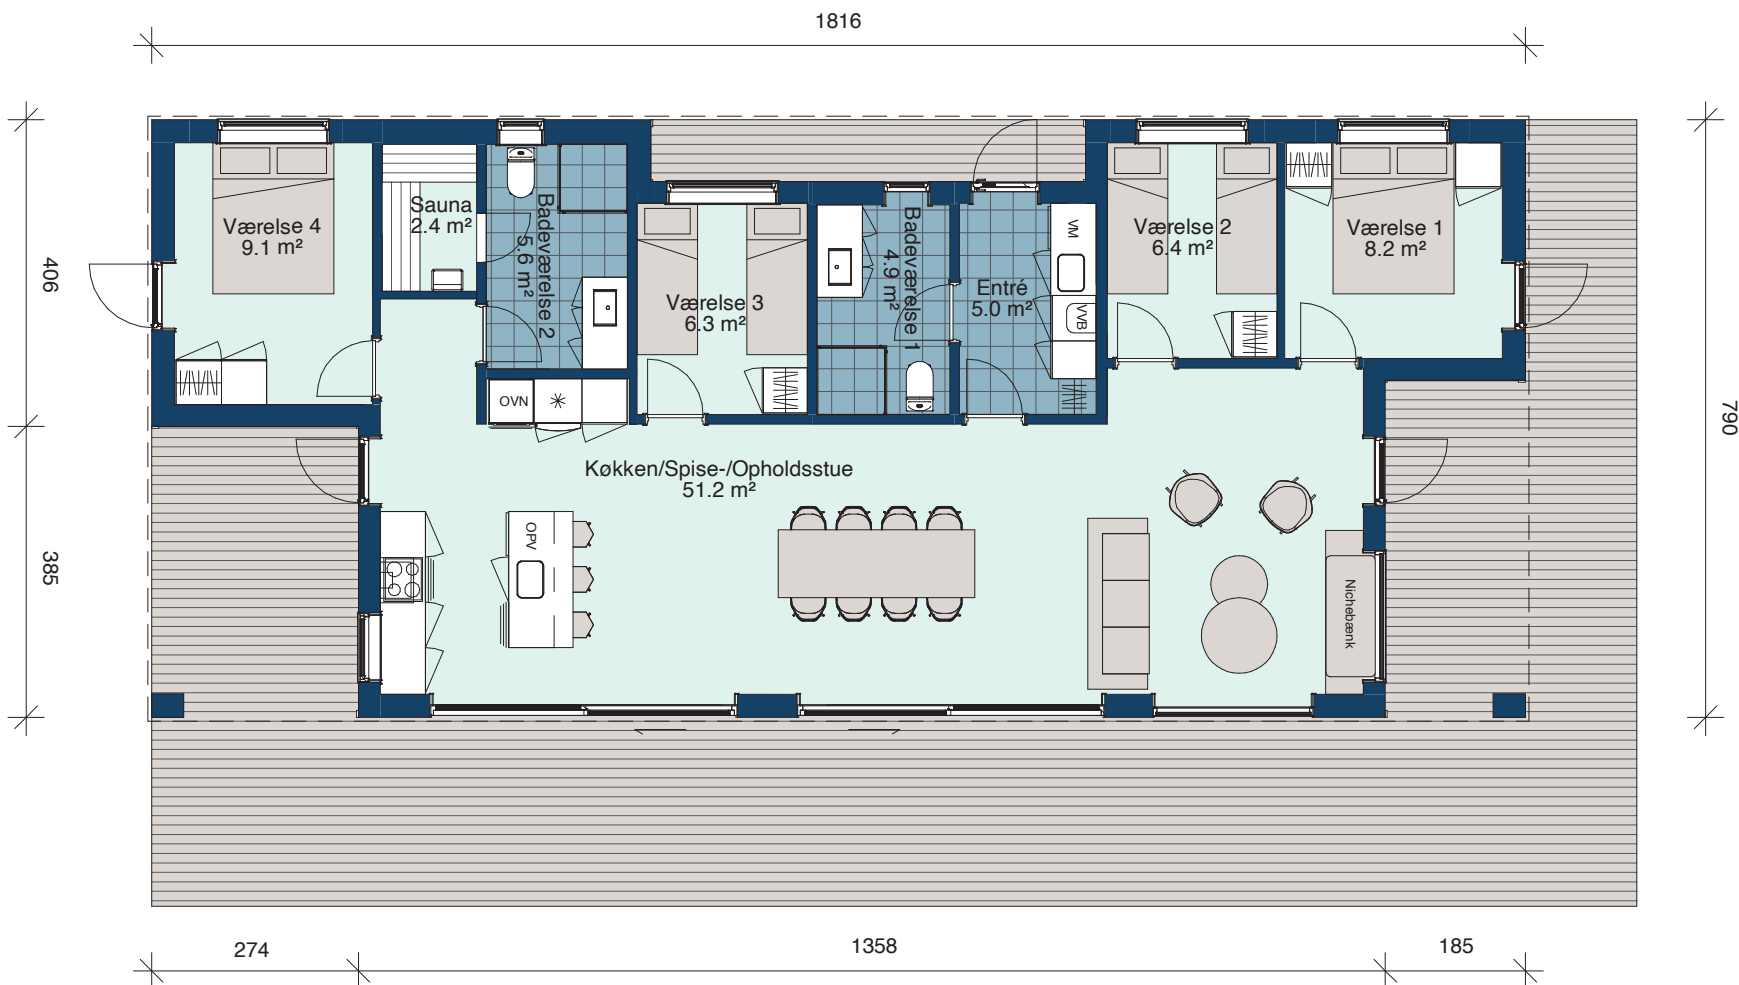 1816
Værelse 4
9.1 m²
Sauna
2.4 m²
Badeværelse 2
5.6 m²
Værelse 3
6.3 m²
Badeværelse 1
4.9 m²
Entré
5.0 m²
VM
VVB
Værelse 2
6.4 m²
Værelse 1
8.2 m²
406
790
OVN
Køkken/Spise-/Opholdsstue
51.2 m²
OPV
385
Nichebænk
274
1358
185